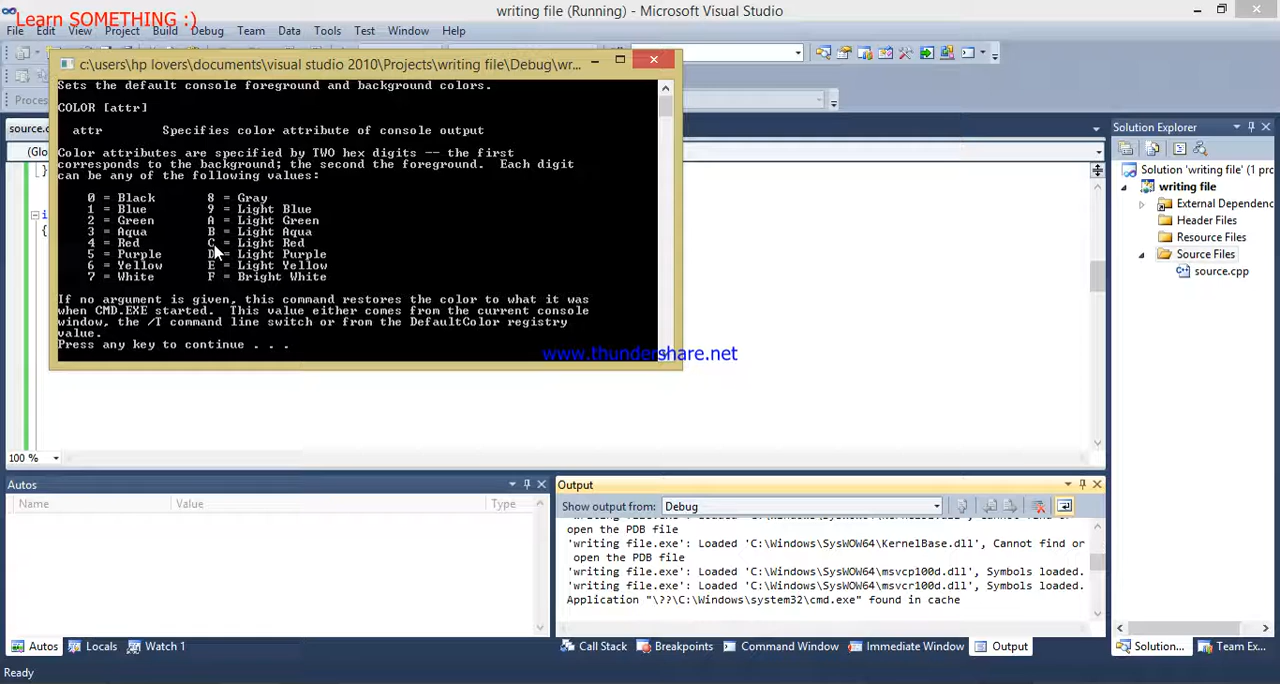 Learn SOMETHING :)
writing file (Running) - Microsoft Visual Studio
File Edit View Project Build Debug Team Data Tools Test Window Help
c:\users\hp lovers\documents\visual studio 2010\Projects\writing file\Debug\wr...
Sets the default console foreground and background colors.
COLOR [attr]
attr Specifies color attribute of console output
Color attributes are specified by TWO hex digits -- the first
corresponds to the background; the second the foreground. Each digit
can be any of the following values:
0 = Black 8 = Gray
1 = Blue 9 = Light Blue
2 = Green A = Light Green
3 = Aqua B = Light Aqua
4 = Red C = Light Red
5 = Purple D = Light Purple
6 = Yellow E = Light Yellow
7 = White F = Bright White
If no argument is given, this command restores the color to what it was
when CMD.EXE started. This value either comes from the current console
window, the /T command line switch or from the DefaultColor registry
value.
Press any key to continue . . .
www.thundershare.net
Proces
source.c
(Glo
}
i
{
100 %
Solution Explorer
Solution 'writing file' (1 pro
writing file
External Dependenc
Header Files
Resource Files
Source Files
source.cpp
Autos
Name Value Type
Output
Show output from: Debug
open the PDB file
'writing file.exe': Loaded 'C:\Windows\SysWOW64\KernelBase.dll', Cannot find or
open the PDB file
'writing file.exe': Loaded 'C:\Windows\SysWOW64\msvcp100d.dll', Symbols loaded.
'writing file.exe': Loaded 'C:\Windows\SysWOW64\msvcr100d.dll', Symbols loaded.
Application "\??\C:\Windows\system32\cmd.exe" found in cache
Autos Locals Watch 1
Call Stack Breakpoints Command Window Immediate Window Output
Solution... Team Ex...
Ready